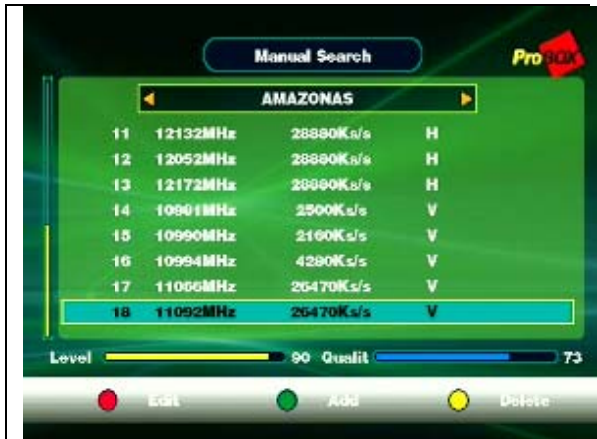 Manual Search
ProBOX
AMAZONAS
11 12132MHz 28880Ks/s H
12 12052MHz 28880Ks/s H
13 12172MHz 28880Ks/s H
14 10981MHz 2500Ks/s V
15 10990MHz 2160Ks/s V
16 10994MHz 4280Ks/s V
17 11066MHz 26470Ks/s V
18 11092MHz 26470Ks/s V
Level 90 Qualit 73
Edit Add Delete